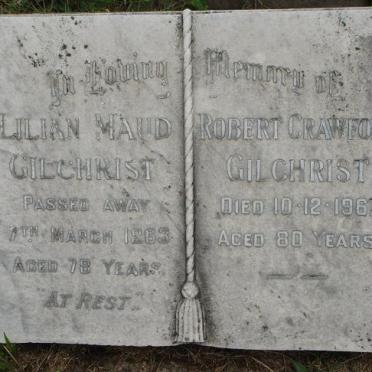 In Loving Memory of
LILIAN MAUD
GILCHRIST
PASSED AWAY
7TH MARCH 1963
AGED 78 YEARS
AT REST.
ROBERT CRAWFO
GILCHRIST
DIED 10-12-196
AGED 80 YEARS